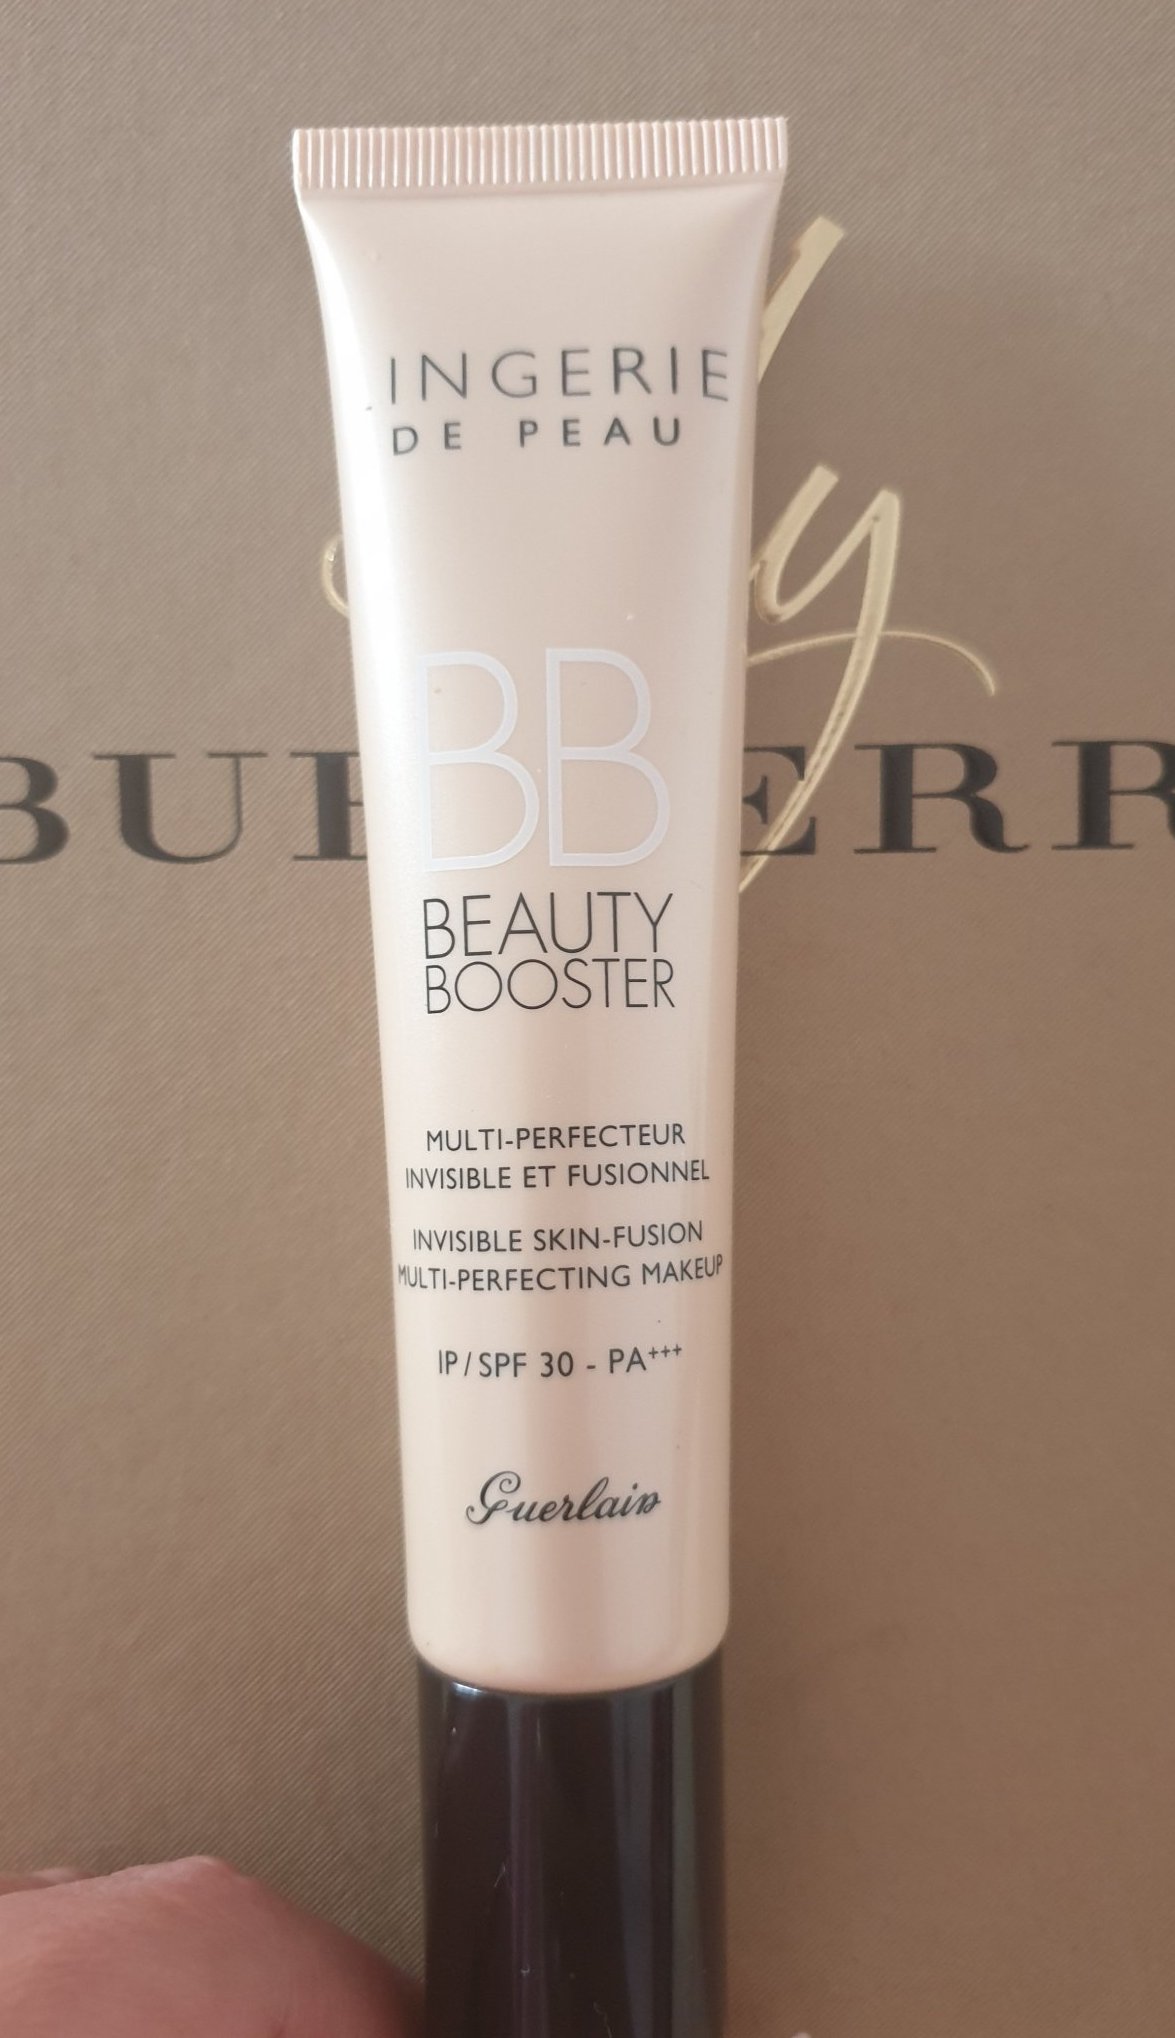 INGERIE
DE PEAU
BB
BEAUTY
BOOSTER
MULTI-PERFECTEUR
INVISIBLE ET FUSIONNEL
INVISIBLE SKIN-FUSION
MULTI-PERFECTING MAKEUP
IP/SPF 30 - PA+++
Guerlain